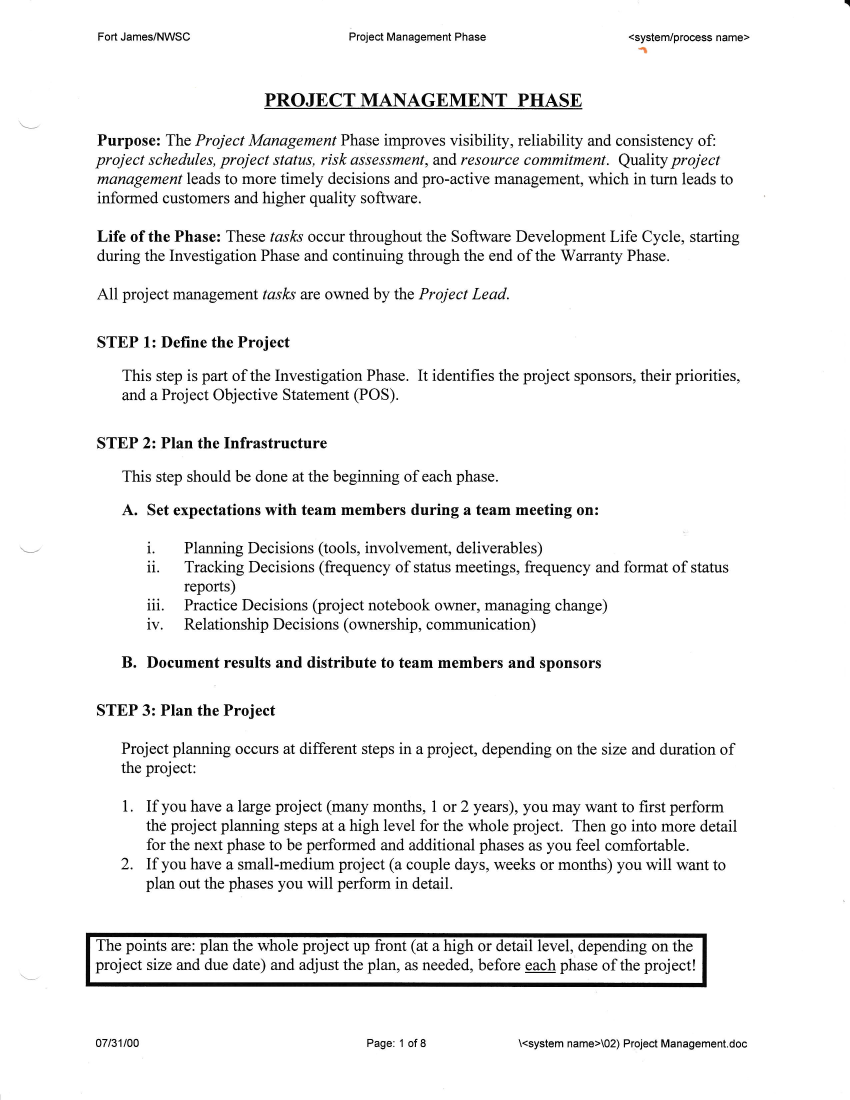 Fort James/NWSC Project Management Phase <system/process name>
PROJECT MANAGEMENT PHASE
Purpose: The Project Management Phase improves visibility, reliability and consistency of:
project schedules, project status, risk assessment, and resource commitment. Quality project
management leads to more timely decisions and pro-active management, which in turn leads to
informed customers and higher quality software.
Life of the Phase: These tasks occur throughout the Software Development Life Cycle, starting
during the Investigation Phase and continuing through the end of the Warranty Phase.
All project management tasks are owned by the Project Lead.
STEP 1: Define the Project
This step is part of the Investigation Phase. It identifies the project sponsors, their priorities,
and a Project Objective Statement (POS).
STEP 2: Plan the Infrastructure
This step should be done at the beginning of each phase.
A. Set expectations with team members during a team meeting on:
i. Planning Decisions (tools, involvement, deliverables)
ii. Tracking Decisions (frequency of status meetings, frequency and format of status
reports)
iii. Practice Decisions (project notebook owner, managing change)
iv. Relationship Decisions (ownership, communication)
B. Document results and distribute to team members and sponsors
STEP 3: Plan the Project
Project planning occurs at different steps in a project, depending on the size and duration of
the project:
1. If you have a large project (many months, 1 or 2 years), you may want to first perform
the project planning steps at a high level for the whole project. Then go into more detail
for the next phase to be performed and additional phases as you feel comfortable.
2. If you have a small-medium project (a couple days, weeks or months) you will want to
plan out the phases you will perform in detail.
The points are: plan the whole project up front (at a high or detail level, depending on the
project size and due date) and adjust the plan, as needed, before each phase of the project!
07/31/00 Page: 1 of 8 \<system name>\02) Project Management.doc